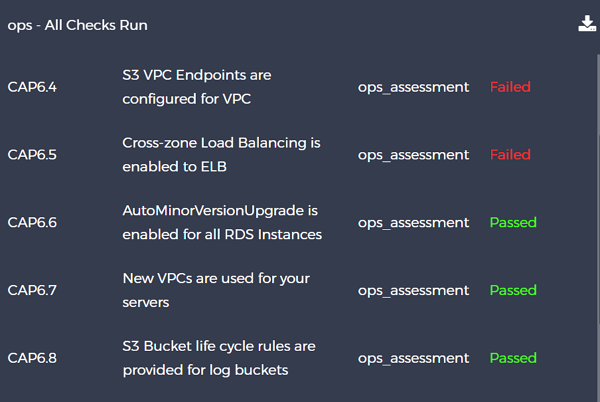 ops - All Checks Run
CAP6.4 S3 VPC Endpoints are configured for VPC ops_assessment Failed
CAP6.5 Cross-zone Load Balancing is enabled to ELB ops_assessment Failed
CAP6.6 AutoMinorVersionUpgrade is enabled for all RDS Instances ops_assessment Passed
CAP6.7 New VPCs are used for your servers ops_assessment Passed
CAP6.8 S3 Bucket life cycle rules are provided for log buckets ops_assessment Passed